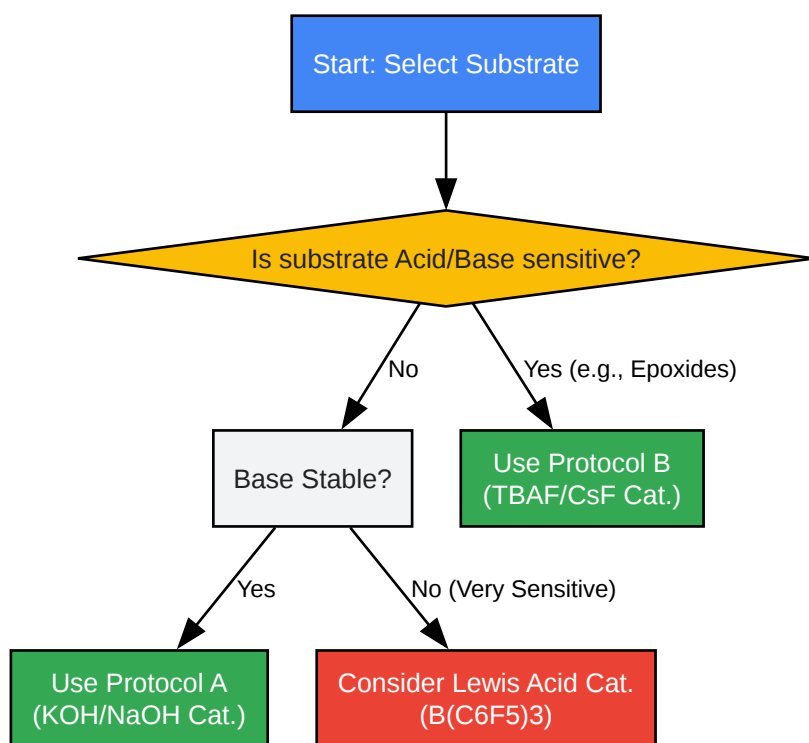 Start: Select Substrate
Is substrate Acid/Base sensitive?
No
Yes (e.g., Epoxides)
Base Stable?
Use Protocol B
(TBAF/CsF Cat.)
Yes
No (Very Sensitive)
Use Protocol A
(KOH/NaOH Cat.)
Consider Lewis Acid Cat.
(B(C6F5)3)